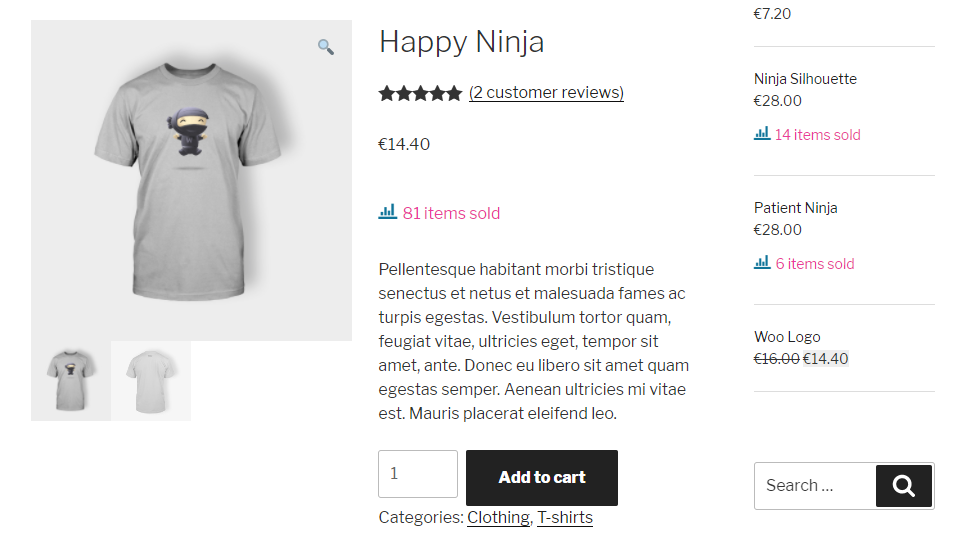 Happy Ninja
(2 customer reviews)
€14.40
81 items sold
Pellentesque habitant morbi tristique
senectus et netus et malesuada fames ac
turpis egestas. Vestibulum tortor quam,
feugiat vitae, ultricies eget, tempor sit
amet, ante. Donec eu libero sit amet quam
egestas semper. Aenean ultricies mi vitae
est. Mauris placerat eleifend leo.
1
Add to cart
Categories: Clothing, T-shirts
€7.20
Ninja Silhouette
€28.00
14 items sold
Patient Ninja
€28.00
6 items sold
Woo Logo
€16.00 €14.40
Search …